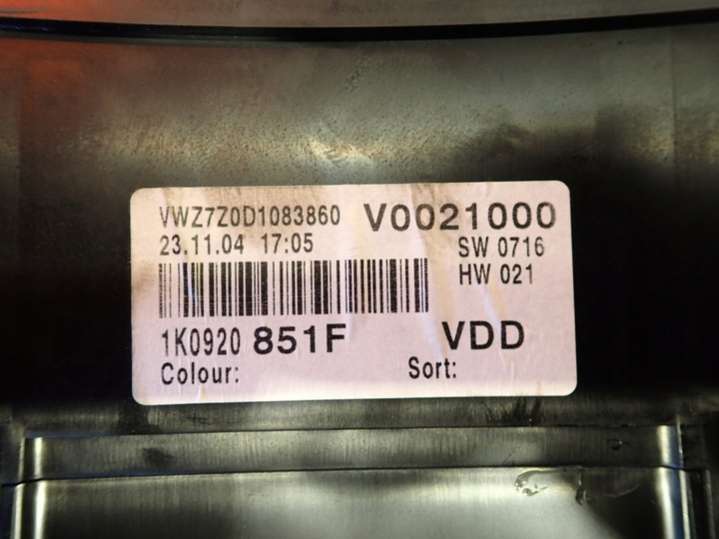 VWZ7Z0D1083860 V0021000
23.11.04 17:05 SW 0716
HW 021
1K0920 851F VDD
Colour: Sort: